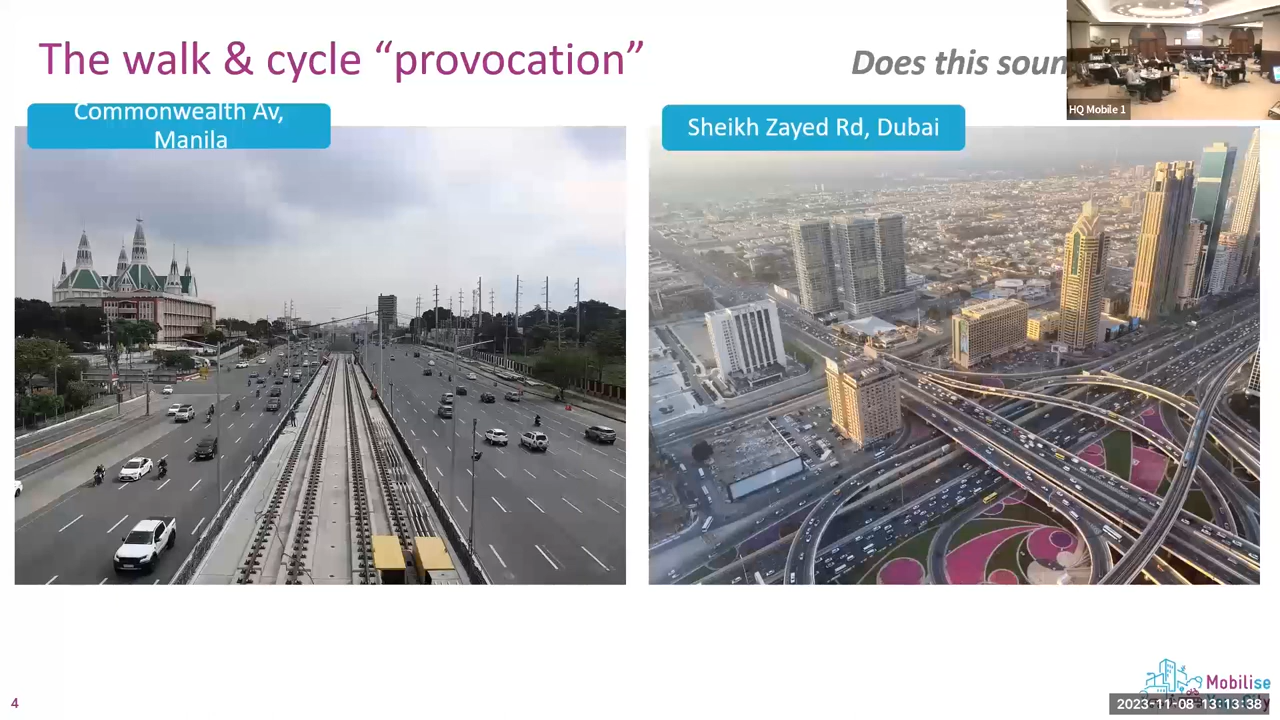 The walk & cycle “provocation”
Does this soun
HQ Mobile 1
Commonwealth Av,
Manila
Sheikh Zayed Rd, Dubai
4
Mobilise
2023-11-08 13:13:38